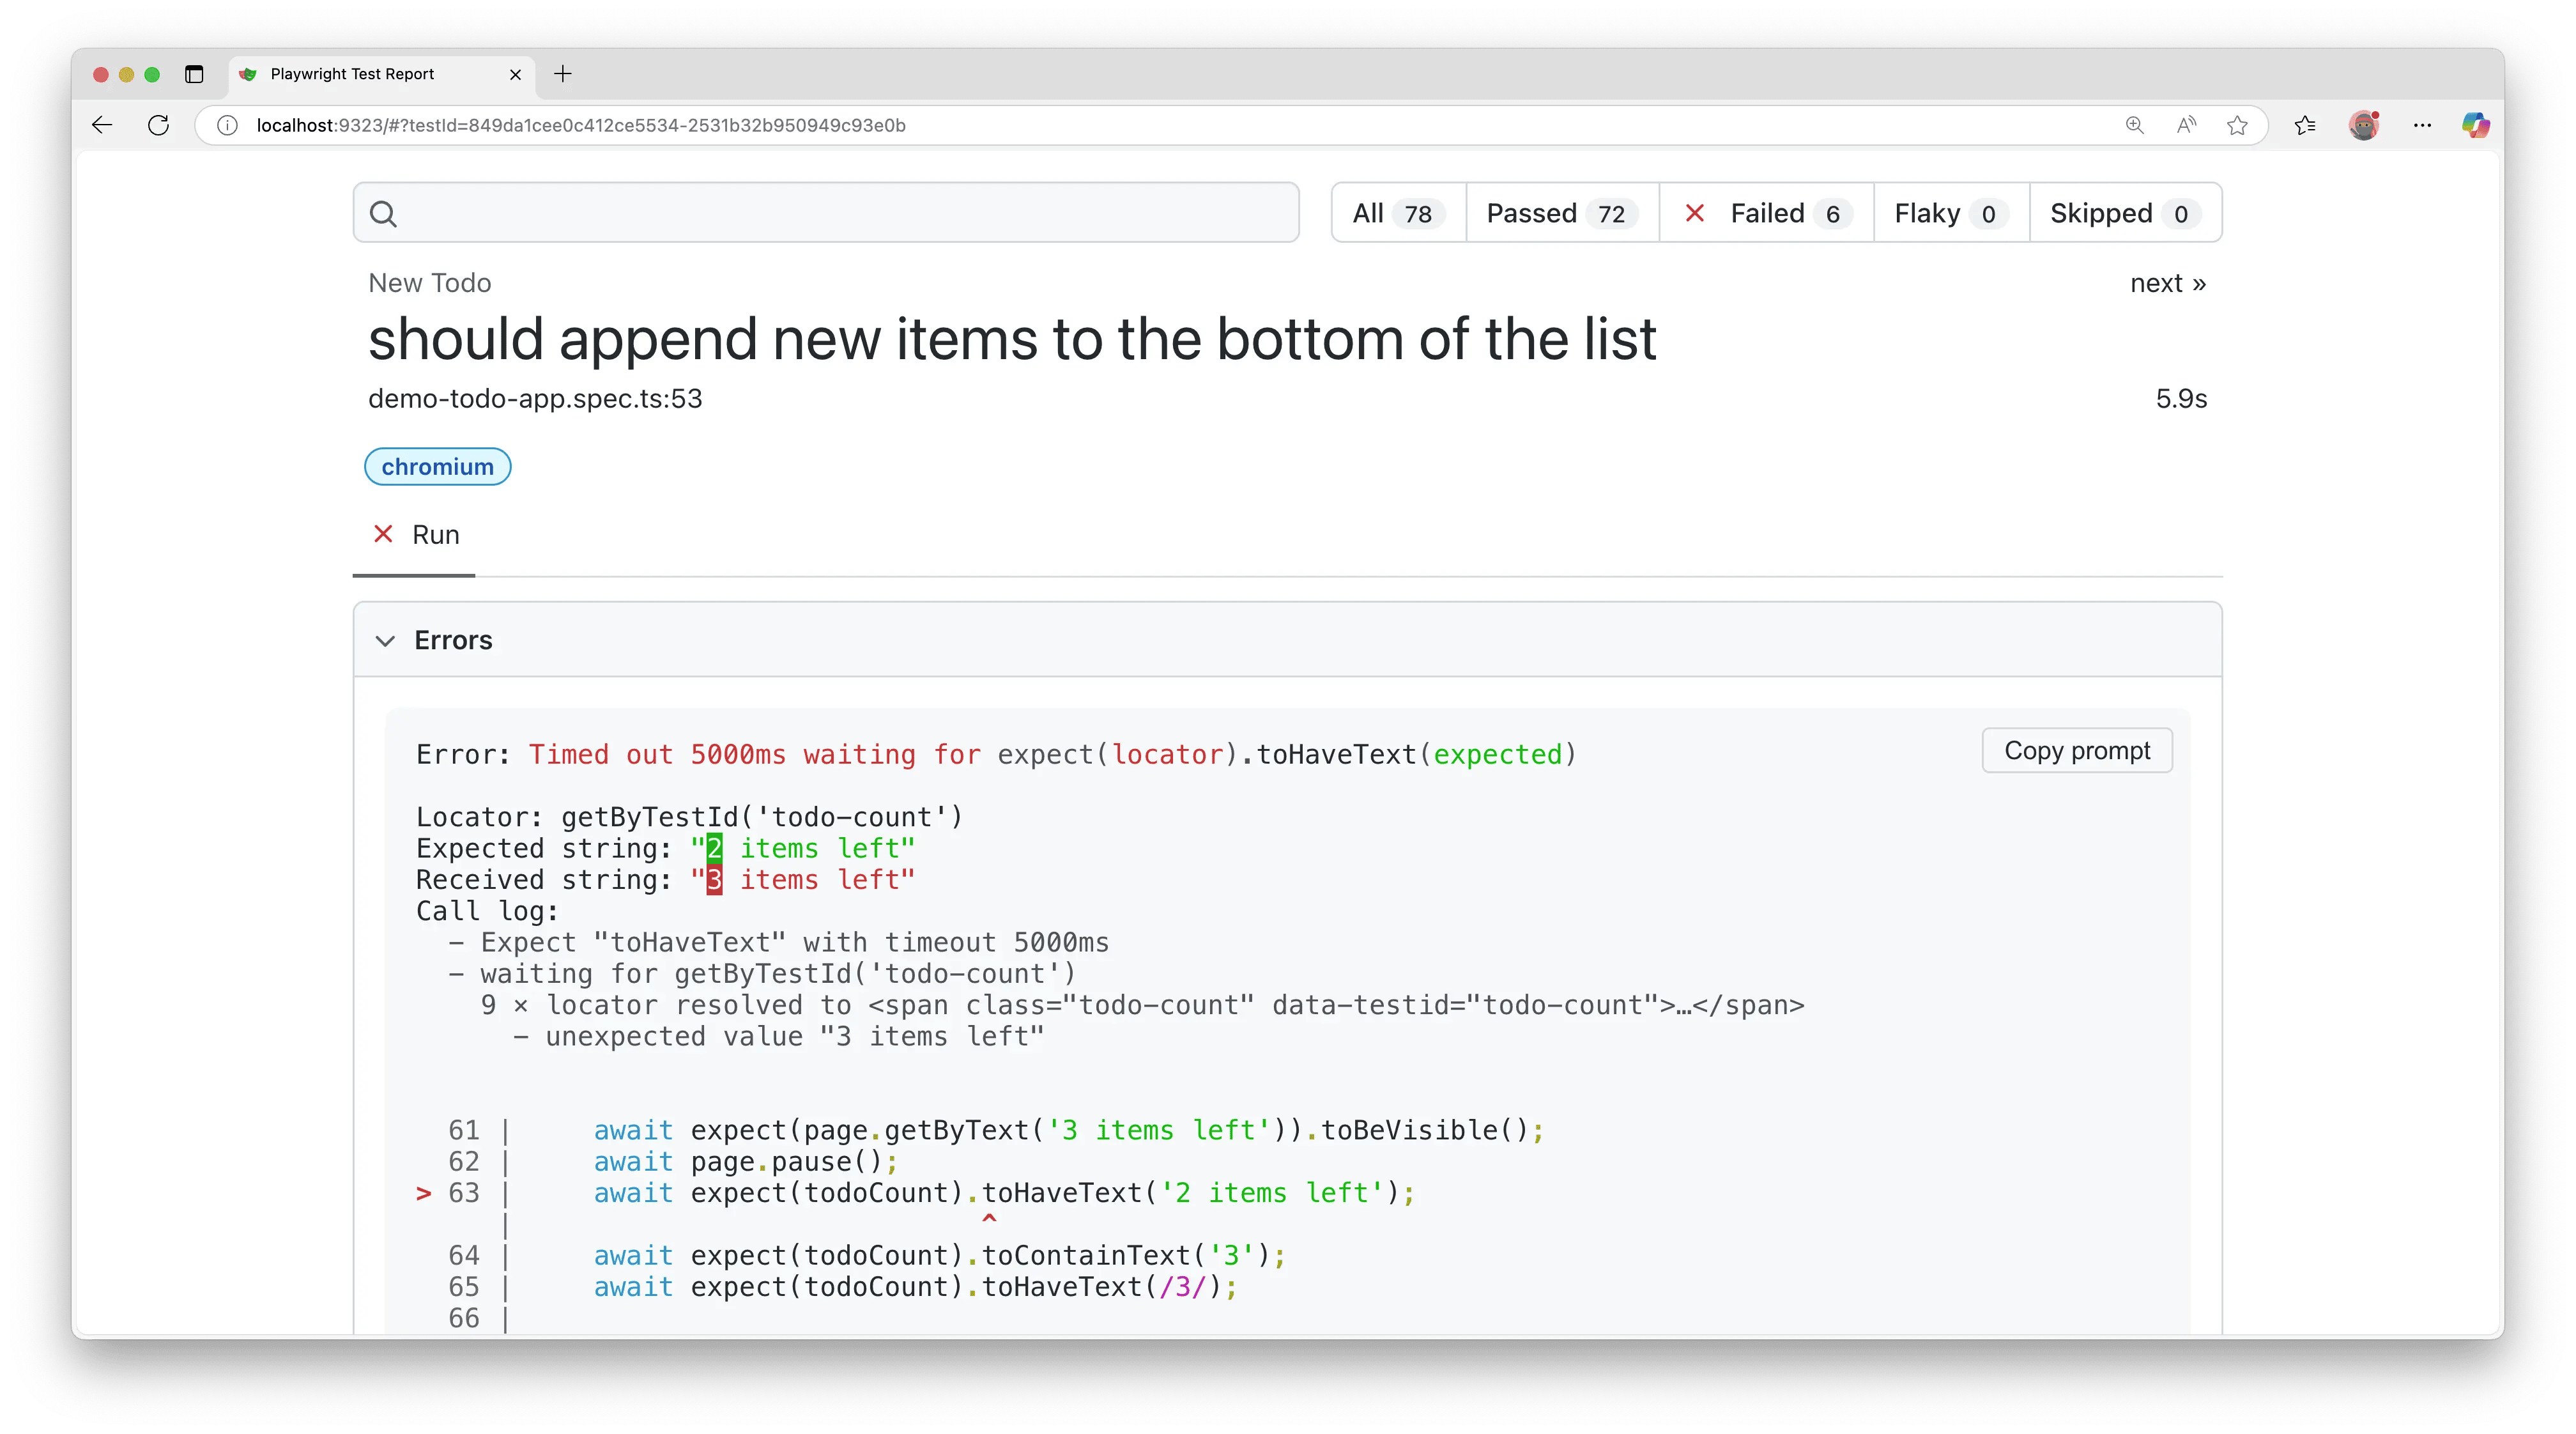 Playwright Test Report
localhost:9323/#?testId=849da1cee0c412ce5534-2531b32b950949c93e0b
All 78 Passed 72 Failed 6 Flaky 0 Skipped 0
New Todo next »
should append new items to the bottom of the list
demo-todo-app.spec.ts:53 5.9s
chromium
Run
Errors
Copy prompt
Error: Timed out 5000ms waiting for expect(locator).toHaveText(expected)
Locator: getByTestId('todo-count')
Expected string: "2 items left"
Received string: "3 items left"
Call log:
– Expect "toHaveText" with timeout 5000ms
– waiting for getByTestId('todo-count')
9 × locator resolved to <span class="todo-count" data-testid="todo-count">…</span>
– unexpected value "3 items left"
61 | await expect(page.getByText('3 items left')).toBeVisible();
62 | await page.pause();
> 63 | await expect(todoCount).toHaveText('2 items left');
| ^
64 | await expect(todoCount).toContainText('3');
65 | await expect(todoCount).toHaveText(/3/);
66 |